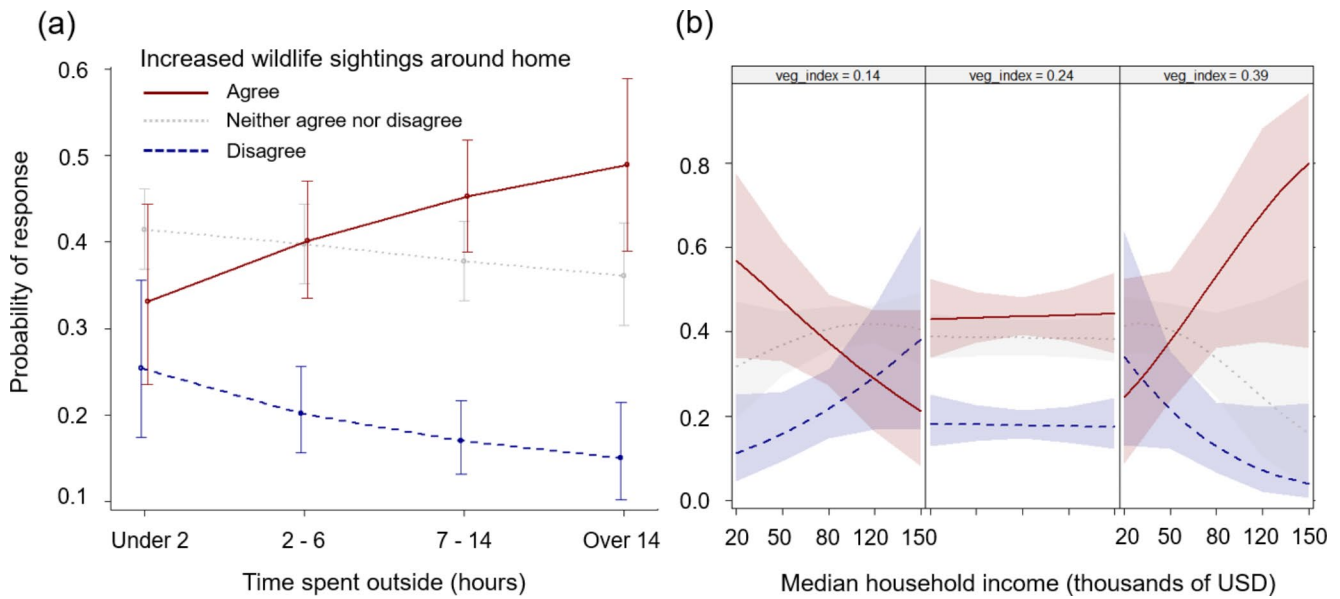 (a)
Increased wildlife sightings around home
Agree
Neither agree nor disagree
Disagree
0.6
0.5
0.4
0.3
0.2
0.1
Probability of response
Under 2
2 - 6
7 - 14
Over 14
Time spent outside (hours)
(b)
veg_index = 0.14
veg_index = 0.24
veg_index = 0.39
0.8
0.6
0.4
0.2
0.0
20 50 80 120 150
20 50 80 120 150
Median household income (thousands of USD)